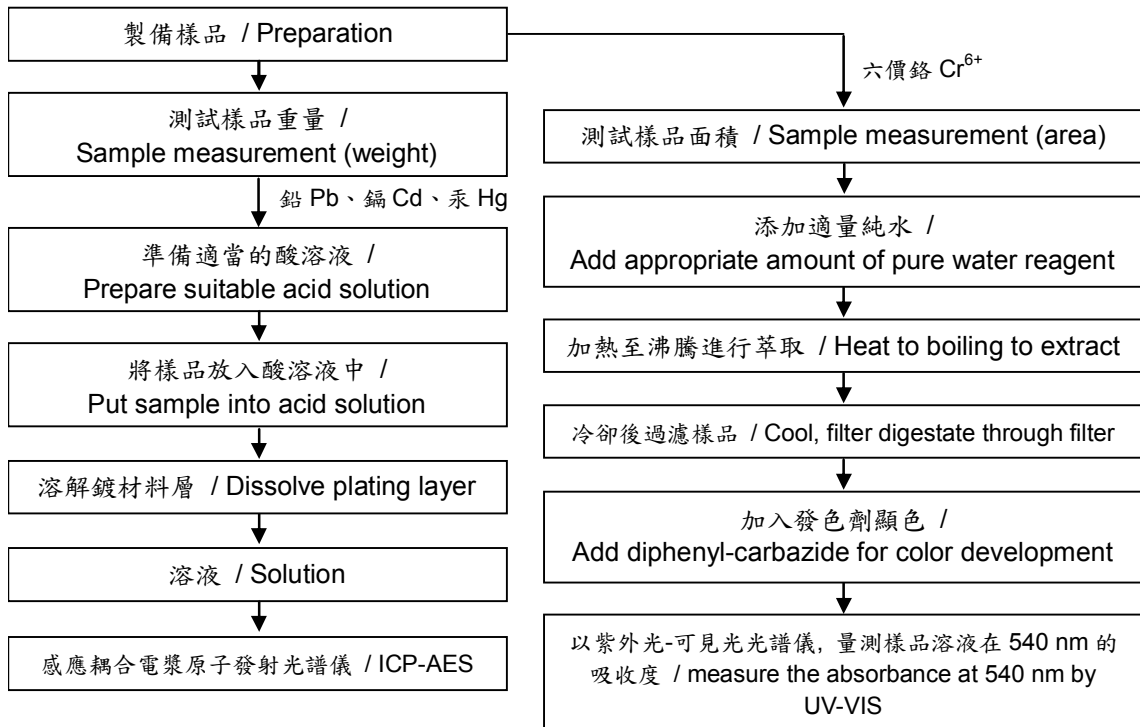 製備樣品 / Preparation
測試樣品重量 /
Sample measurement (weight)
鉛 Pb、鎘 Cd、汞 Hg
準備適當的酸溶液 /
Prepare suitable acid solution
將樣品放入酸溶液中 /
Put sample into acid solution
溶解鍍材料層 / Dissolve plating layer
溶液 / Solution
感應耦合電漿原子發射光譜儀 / ICP-AES
六價鉻 Cr⁶⁺
測試樣品面積 / Sample measurement (area)
添加適量純水 /
Add appropriate amount of pure water reagent
加熱至沸騰進行萃取 / Heat to boiling to extract
冷卻後過濾樣品 / Cool, filter digestate through filter
加入發色劑顯色 /
Add diphenyl-carbazide for color development
以紫外光-可見光光譜儀, 量測樣品溶液在 540 nm 的
吸收度 / measure the absorbance at 540 nm by
UV-VIS